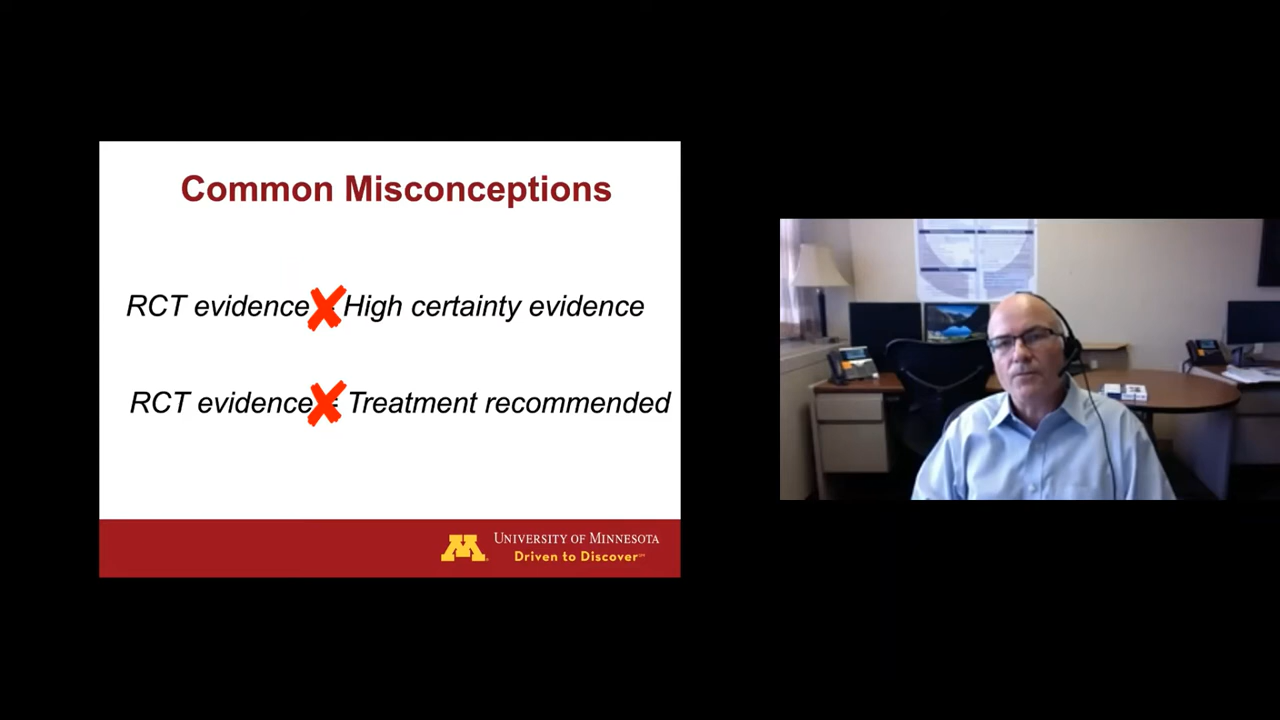 Common Misconceptions
RCT evidence = High certainty evidence
RCT evidence = Treatment recommended
UNIVERSITY OF MINNESOTA
Driven to Discover